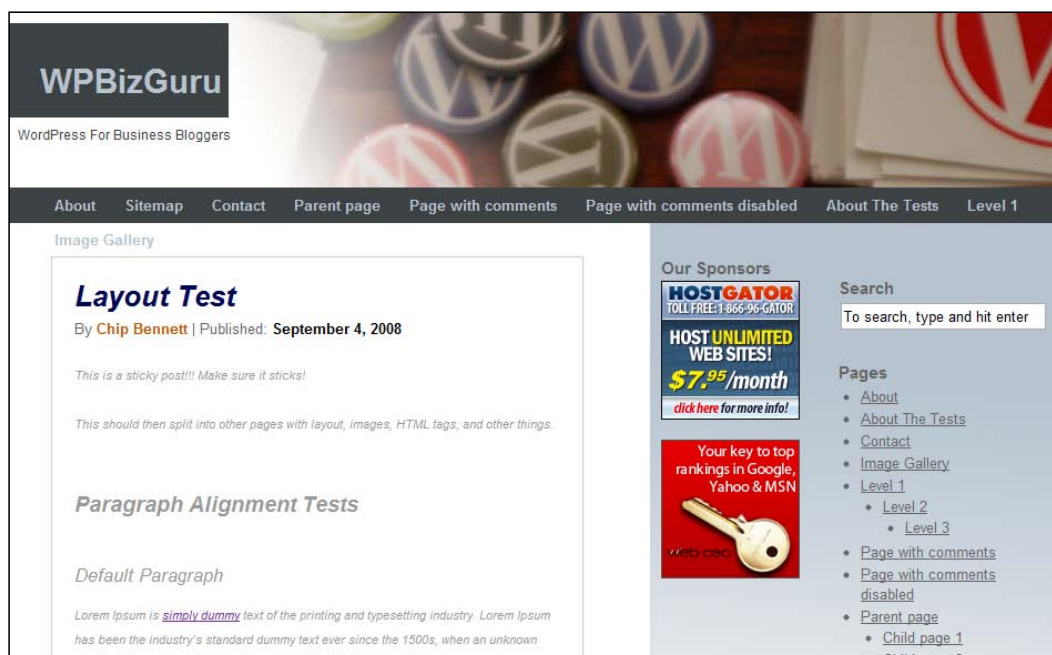 WPBizGuru
WordPress For Business Bloggers
About Sitemap Contact Parent page Page with comments Page with comments disabled About The Tests Level 1
Image Gallery
Layout Test
By Chip Bennett | Published: September 4, 2008
This is a sticky post!!! Make sure it sticks!
This should then split into other pages with layout, images, HTML tags, and other things.
Paragraph Alignment Tests
Default Paragraph
Lorem Ipsum is simply dummy text of the printing and typesetting industry. Lorem Ipsum
has been the industry's standard dummy text ever since the 1500s, when an unknown
Our Sponsors
HOSTGATOR
TOLL FREE: 1-866-96-GATOR
HOST UNLIMITED
WEB SITES!
$7.95/month
click here for more info!
Your key to top
rankings in Google,
Yahoo & MSN
web ceo
Search
To search, type and hit enter
Pages
About
About The Tests
Contact
Image Gallery
Level 1
Level 2
Level 3
Page with comments
Page with comments
disabled
Parent page
Child page 1